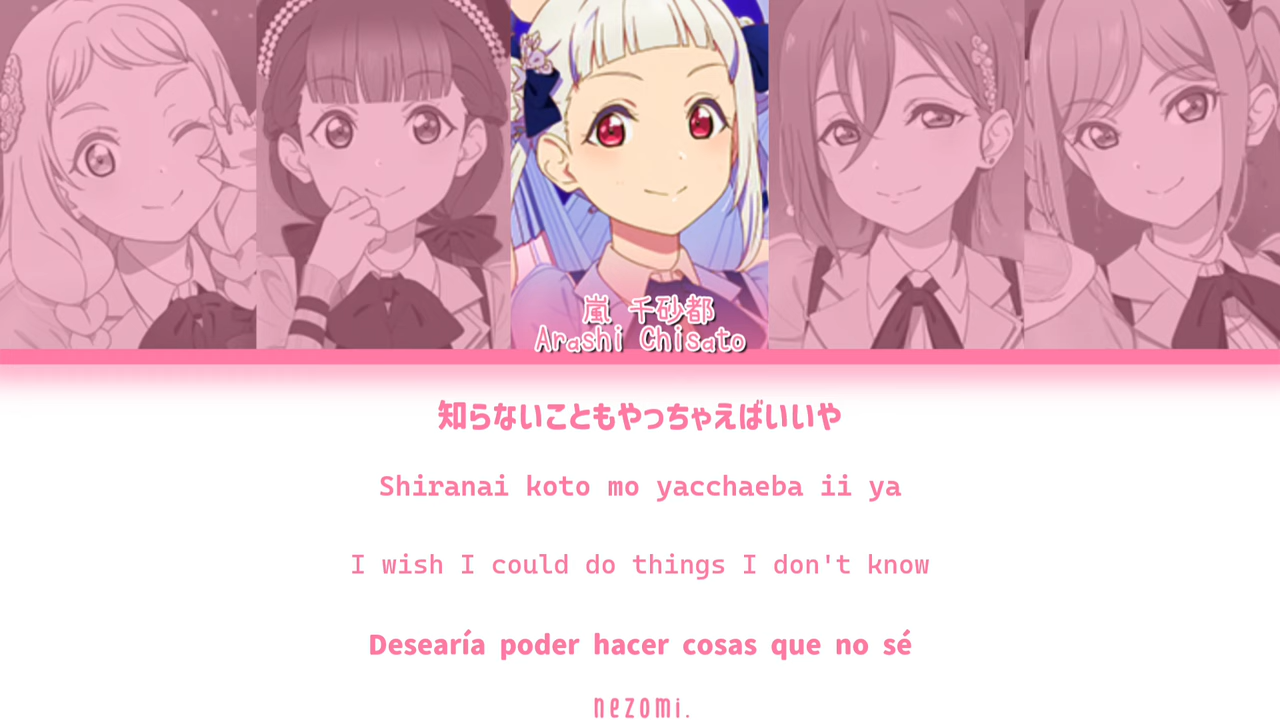 嵐 千砂都
Arashi Chisato
知らないこともやっちゃえばいいや
Shiranai koto mo yacchaeba ii ya
I wish I could do things I don't know
Desearía poder hacer cosas que no sé
nezomi.